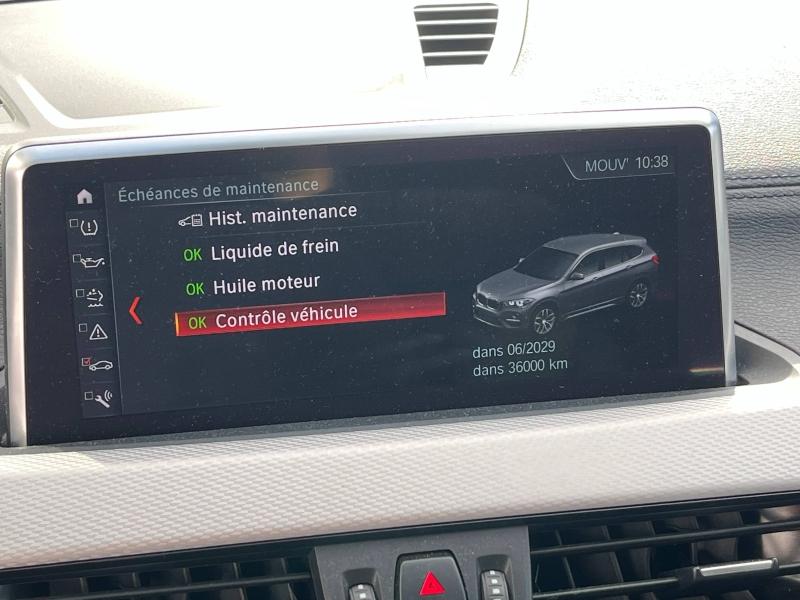 MOUV' 10:38
Échéances de maintenance
Hist. maintenance
OK Liquide de frein
OK Huile moteur
OK Contrôle véhicule
dans 06/2029
dans 36000 km